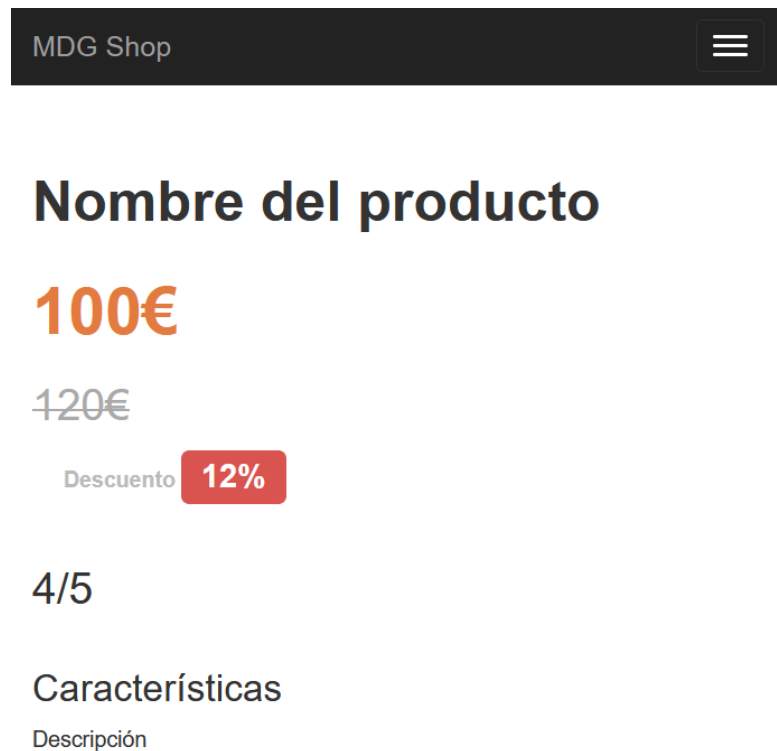 MDG Shop
Nombre del producto
100€
120€
Descuento 12%
4/5
Características
Descripción